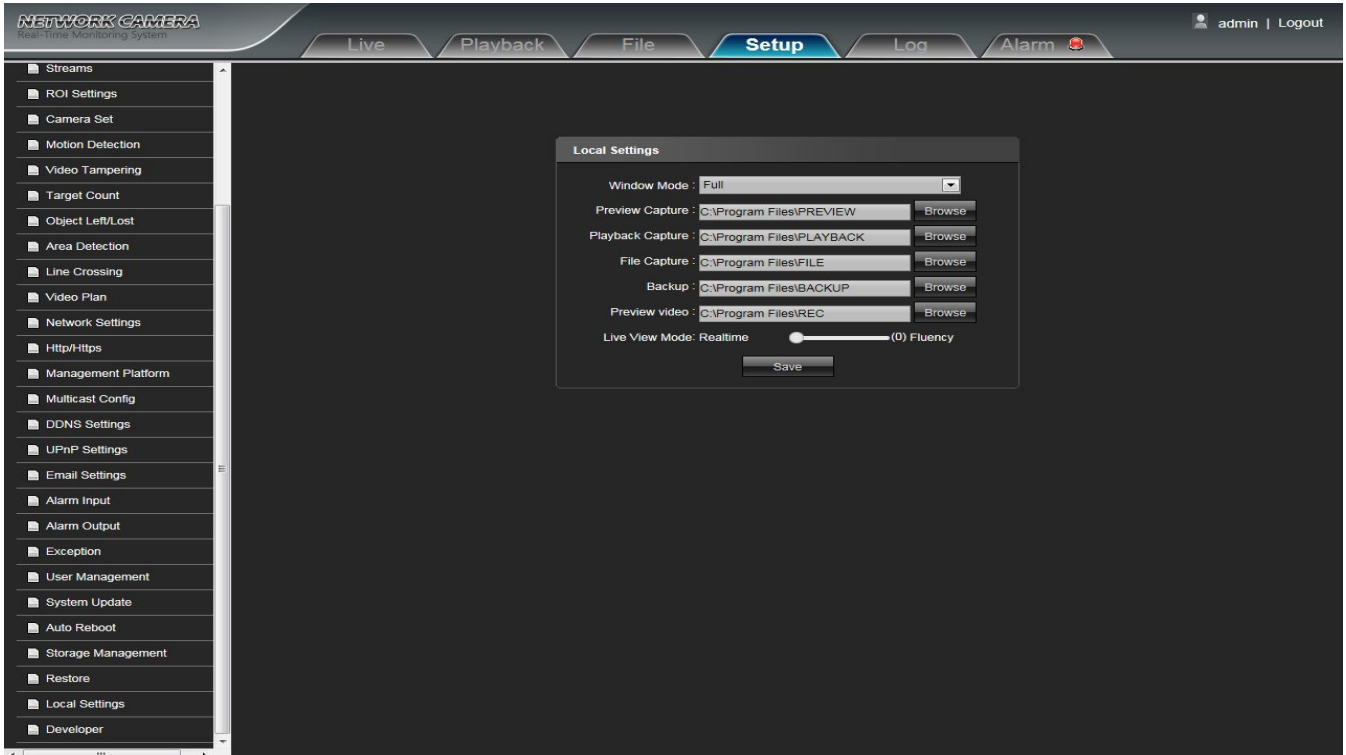 NETWORK CAMERA
Real-Time Monitoring System
admin | Logout
Live
Playback
File
Setup
Log
Alarm
Streams
ROI Settings
Camera Set
Motion Detection
Video Tampering
Target Count
Object Left/Lost
Area Detection
Line Crossing
Video Plan
Network Settings
Http/Https
Management Platform
Multicast Config
DDNS Settings
UPnP Settings
Email Settings
Alarm Input
Alarm Output
Exception
User Management
System Update
Auto Reboot
Storage Management
Restore
Local Settings
Developer
Local Settings
Window Mode : Full
Preview Capture : C:\Program Files\PREVIEW Browse
Playback Capture : C:\Program Files\PLAYBACK Browse
File Capture : C:\Program Files\FILE Browse
Backup : C:\Program Files\BACKUP Browse
Preview video : C:\Program Files\REC Browse
Live View Mode: Realtime (0) Fluency
Save